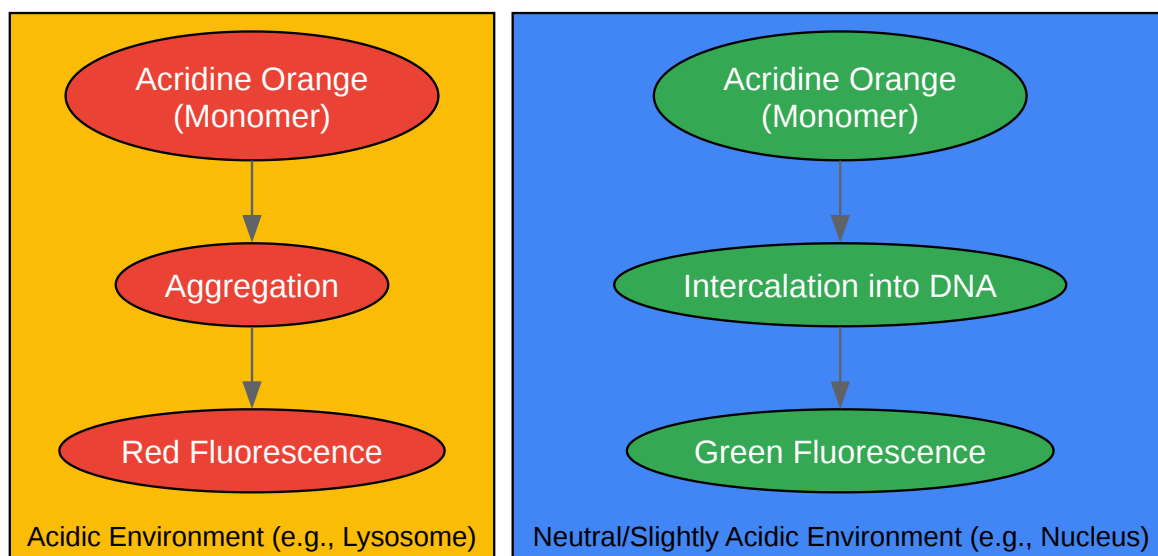 Acridine Orange
(Monomer)
Aggregation
Red Fluorescence
Acidic Environment (e.g., Lysosome)
Acridine Orange
(Monomer)
Intercalation into DNA
Green Fluorescence
Neutral/Slightly Acidic Environment (e.g., Nucleus)